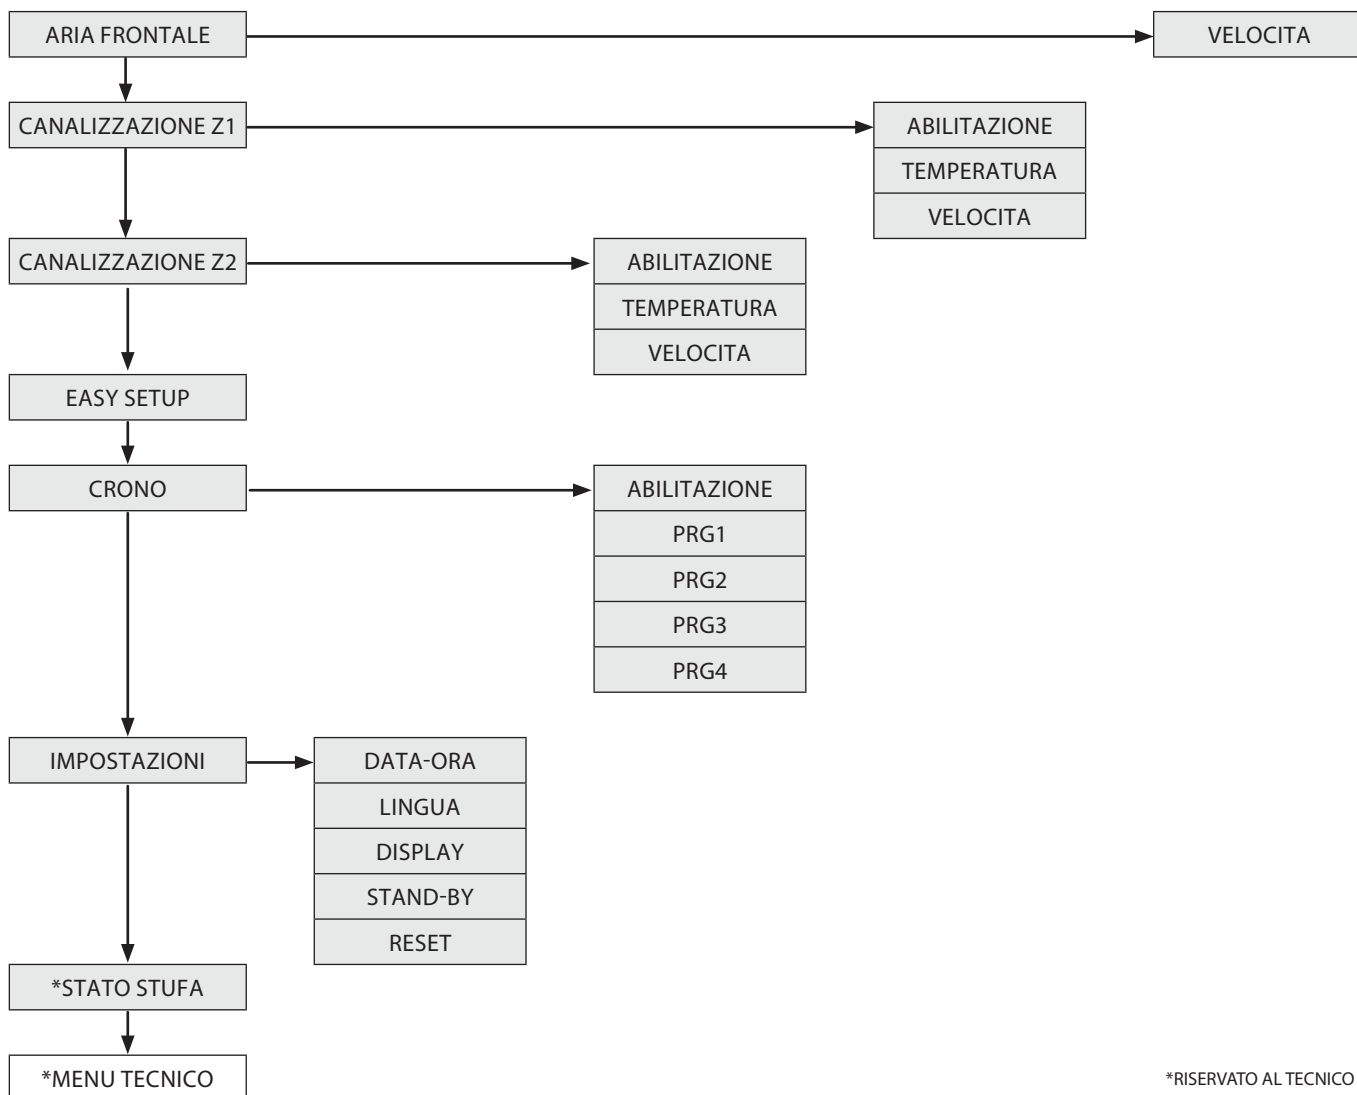 ARIA FRONTALE
VELOCITA
CANALIZZAZIONE Z1
ABILITAZIONE
TEMPERATURA
VELOCITA
CANALIZZAZIONE Z2
ABILITAZIONE
TEMPERATURA
VELOCITA
EASY SETUP
CRONO
ABILITAZIONE
PRG1
PRG2
PRG3
PRG4
IMPOSTAZIONI
DATA-ORA
LINGUA
DISPLAY
STAND-BY
RESET
*STATO STUFA
*MENU TECNICO
*RISERVATO AL TECNICO